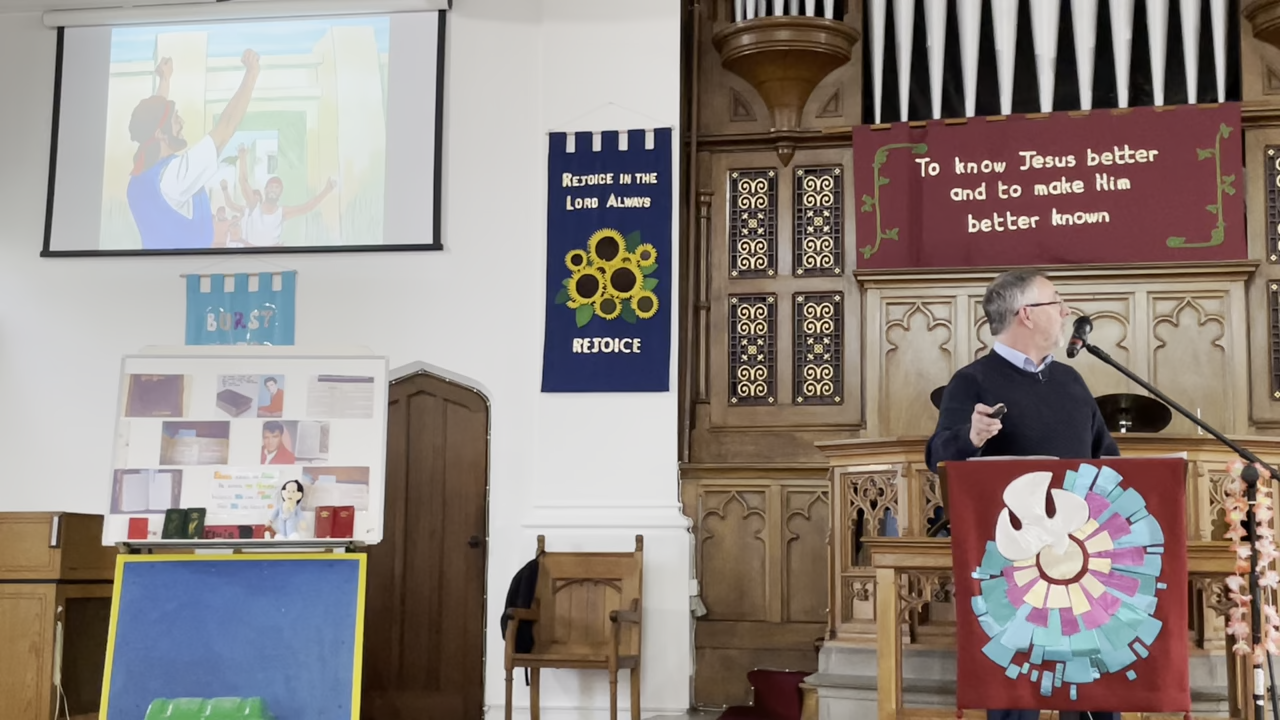 BURST
REJOICE IN THE
LORD ALWAYS
REJOICE
To know Jesus better
and to make Him
better known